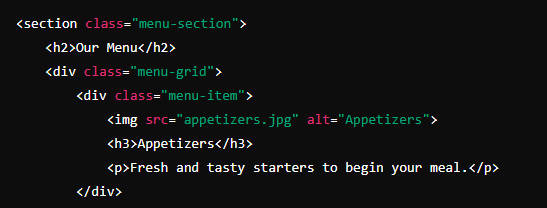 <section class="menu-section">
<h2>Our Menu</h2>
<div class="menu-grid">
<div class="menu-item">
<img src="appetizers.jpg" alt="Appetizers">
<h3>Appetizers</h3>
<p>Fresh and tasty starters to begin your meal.</p>
</div>